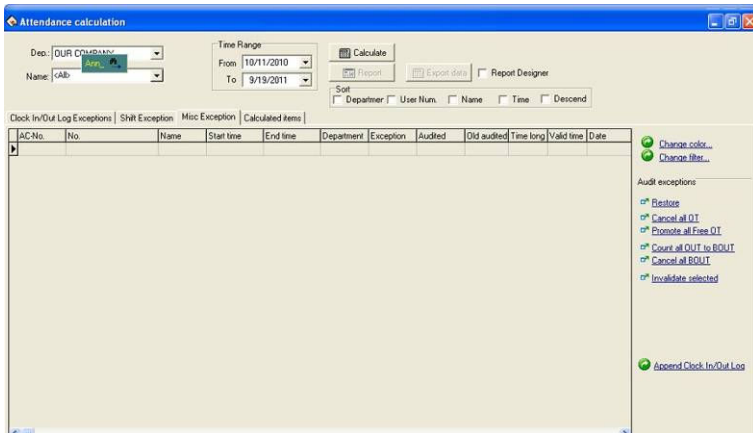 Attendance calculation
Dep.: OUR COMPANY
Ann_
Name: <All>
Time Range
From 10/11/2010
To 9/19/2011
Calculate
Report
Export data
Report Designer
Sort
Departmer User Num. Name Time Descend
Clock In/Out Log Exceptions Shift Exception Misc Exception Calculated items
AC-No. No. Name Start time End time Department Exception Audited Old audited Time long Valid time Date
Change color...
Change filter...
Audit exceptions
Restore
Cancel all OT
Promote all Free OT
Count all OUT to BOUT
Cancel all BOUT
Invalidate selected
Append Clock In/Out Log